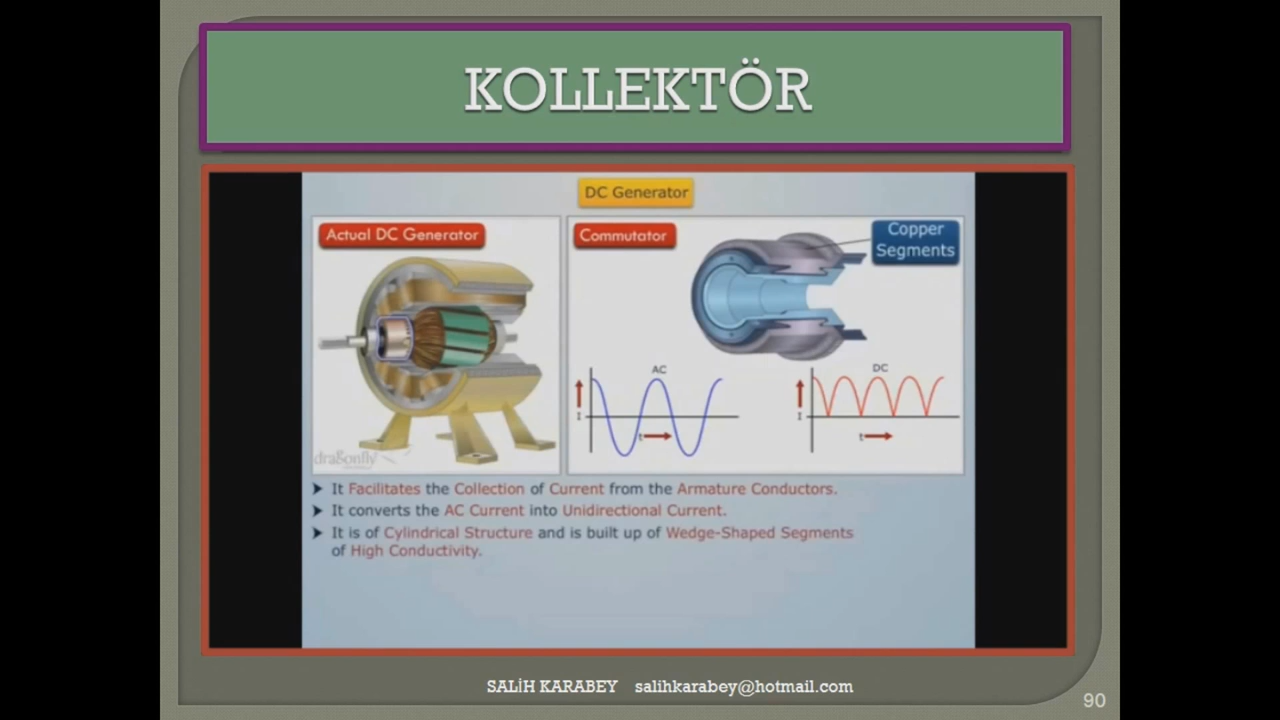 KOLLEKTÖR
DC Generator
Actual DC Generator
Commutator
Copper
Segments
AC
I
t
DC
I
t
dragonfly
➤ It Facilitates the Collection of Current from the Armature Conductors.
➤ It converts the AC Current into Unidirectional Current.
➤ It is of Cylindrical Structure and is built up of Wedge-Shaped Segments
of High Conductivity.
SALİH KARABEY salihkarabey@hotmail.com
90